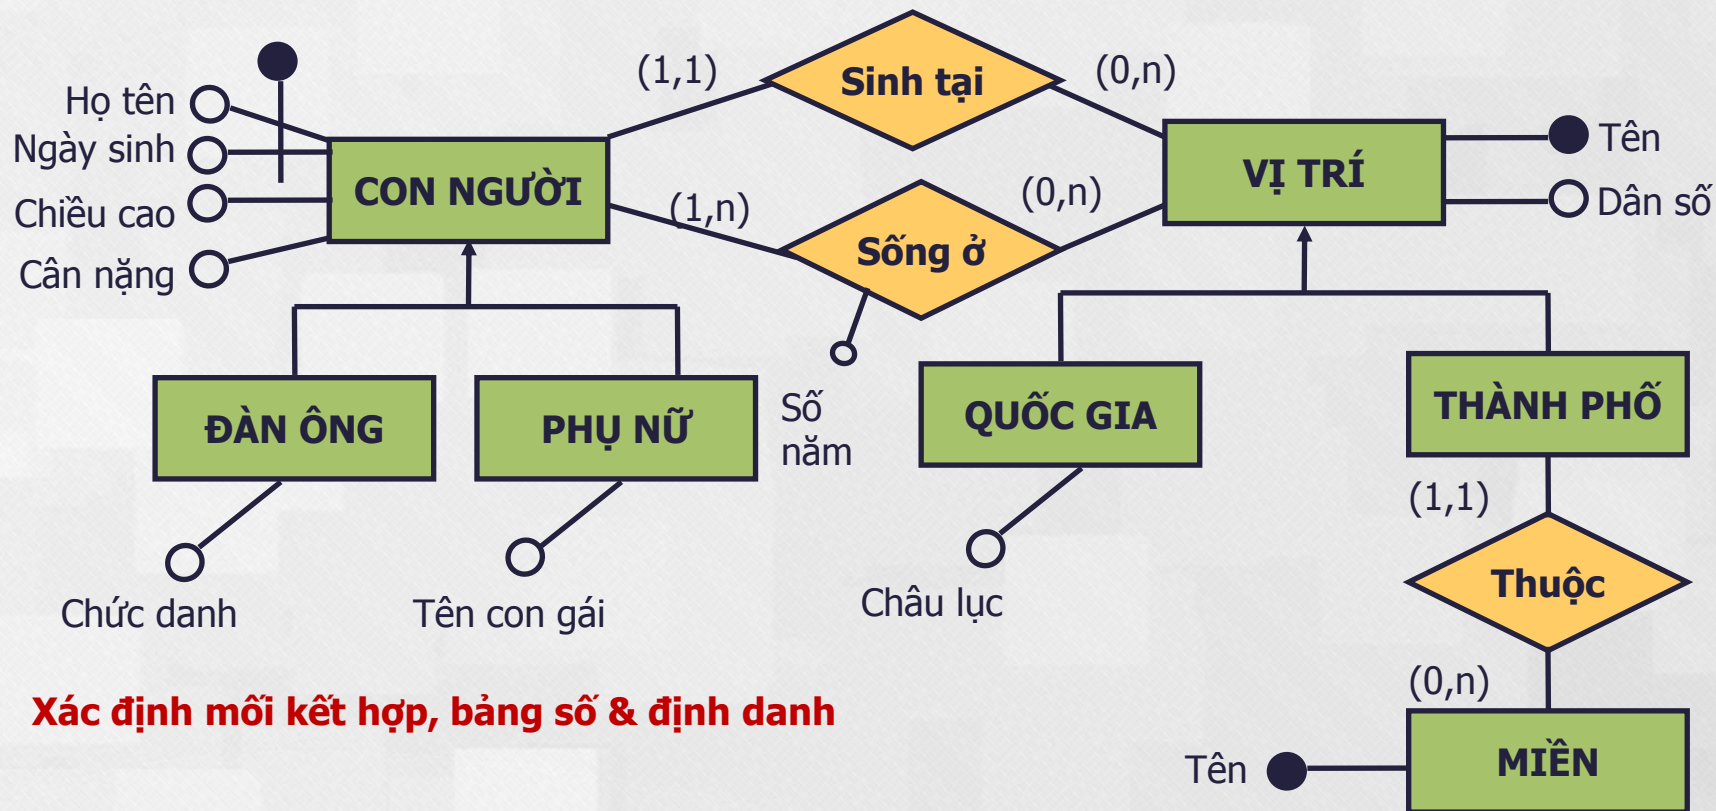 (1,1)
Sinh tại
(0,n)
Họ tên
Ngày sinh
Chiều cao
Cân nặng
CON NGƯỜI
VỊ TRÍ
Tên
Dân số
(1,n)
Sống ở
(0,n)
ĐÀN ÔNG
PHỤ NỮ
Số
năm
QUỐC GIA
THÀNH PHỐ
(1,1)
Chức danh
Tên con gái
Châu lục
Thuộc
(0,n)
Xác định mối kết hợp, bảng số & định danh
Tên
MIỀN